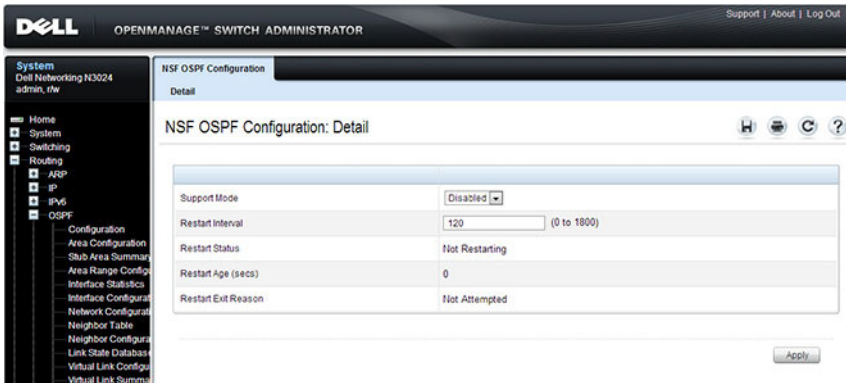 Support | About | Log Out
DELL OPENMANAGE™ SWITCH ADMINISTRATOR
System
Dell Networking N3024
admin, r/w
Home
System
Switching
Routing
ARP
IP
IPv6
OSPF
Configuration
Area Configuration
Stub Area Summary
Area Range Configu
Interface Statistics
Interface Configurat
Network Configurati
Neighbor Table
Neighbor Configura
Link State Database
Virtual Link Configu
Virtual Link Summa
NSF OSPF Configuration
Detail
NSF OSPF Configuration: Detail
Support Mode Disabled
Restart Interval 120 (0 to 1800)
Restart Status Not Restarting
Restart Age (secs) 0
Restart Exit Reason Not Attempted
Apply